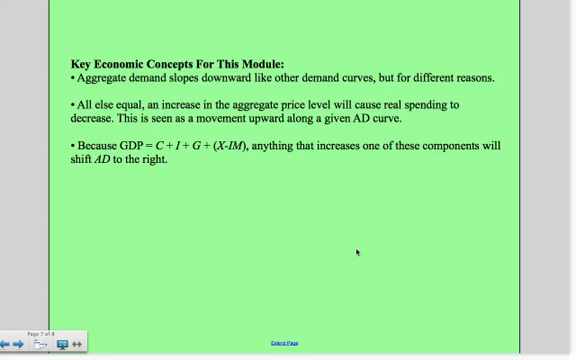 Key Economic Concepts For This Module:
• Aggregate demand slopes downward like other demand curves, but for different reasons.
• All else equal, an increase in the aggregate price level will cause real spending to
decrease. This is seen as a movement upward along a given AD curve.
• Because GDP = C + I + G + (X-IM), anything that increases one of these components will
shift AD to the right.
Page 7 of 8
Extend Page